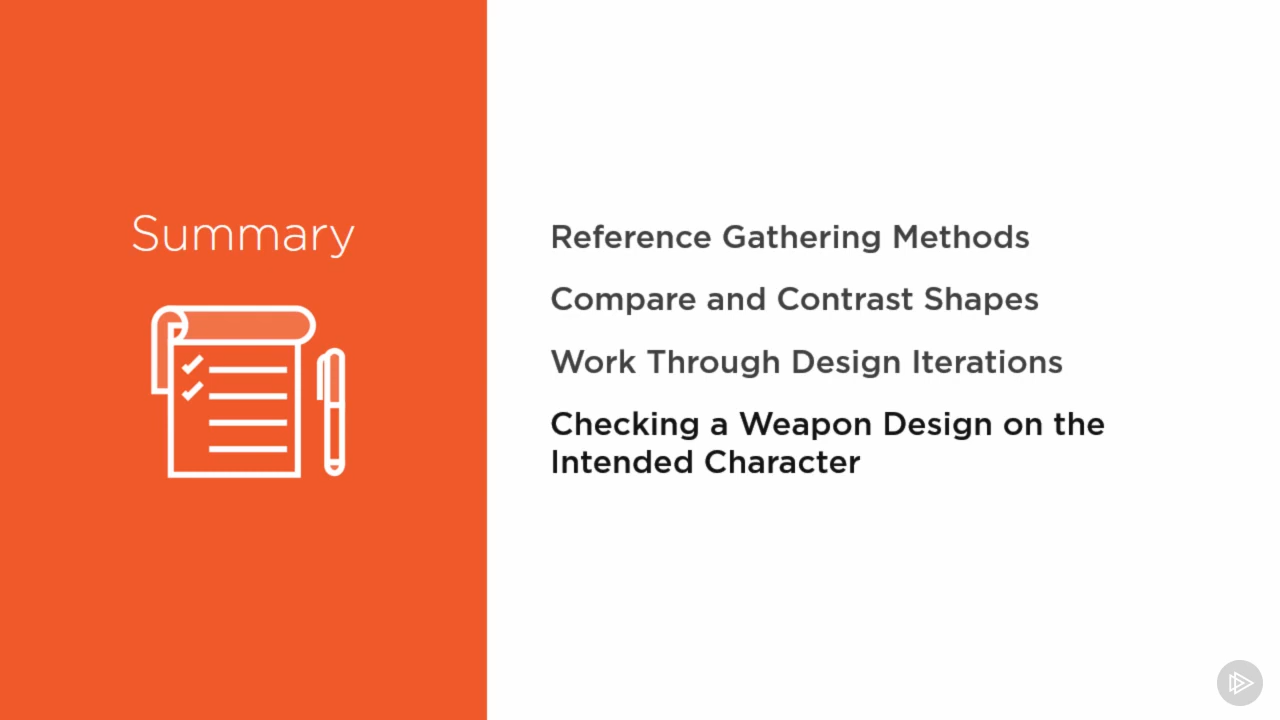 Summary
Reference Gathering Methods
Compare and Contrast Shapes
Work Through Design Iterations
Checking a Weapon Design on the
Intended Character